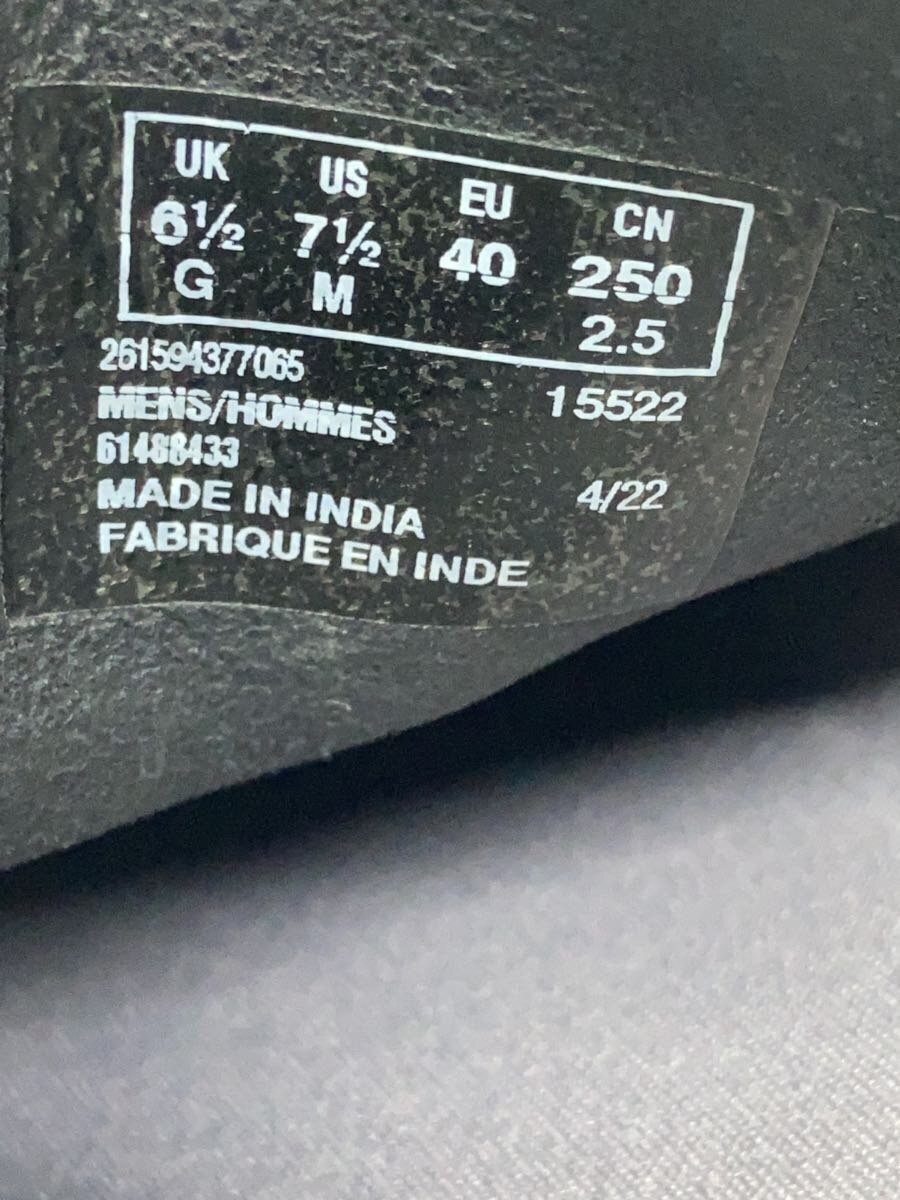 UK US EU CN
6½ 7½ 40 250
G M 2.5
261594377065
15522
MENS/HOMMES
61488433
MADE IN INDIA 4/22
FABRIQUE EN INDE